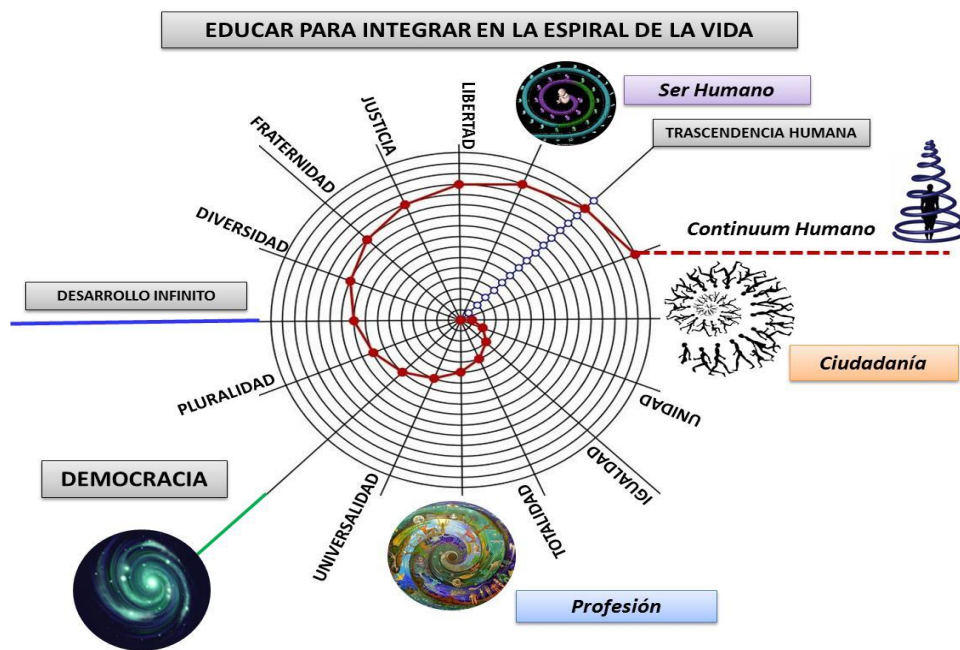 EDUCAR PARA INTEGRAR EN LA ESPIRAL DE LA VIDA
Ser Humano
LIBERTAD
JUSTICIA
TRASCENDENCIA HUMANA
FRATERNIDAD
DIVERSIDAD
Continuum Humano
DESARROLLO INFINITO
Ciudadanía
PLURALIDAD
UNIDAD
IGUALDAD
DEMOCRACIA
UNIVERSALIDAD
TOTALIDAD
Profesión